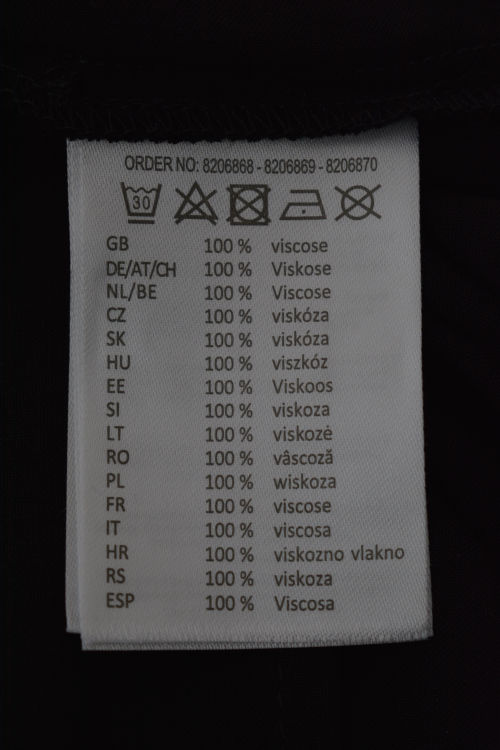 ORDER NO: 8206868 - 8206869 - 8206870
30
GB 100 % viscose
DE/AT/CH 100 % Viskose
NL/BE 100 % Viscose
CZ 100 % viskóza
SK 100 % viskóza
HU 100 % viszkóz
EE 100 % Viskoos
SI 100 % viskoza
LT 100 % viskozė
RO 100 % vâscoză
PL 100 % wiskoza
FR 100 % viscose
IT 100 % viscosa
HR 100 % viskozno vlakno
RS 100 % viskoza
ESP 100 % Viscosa